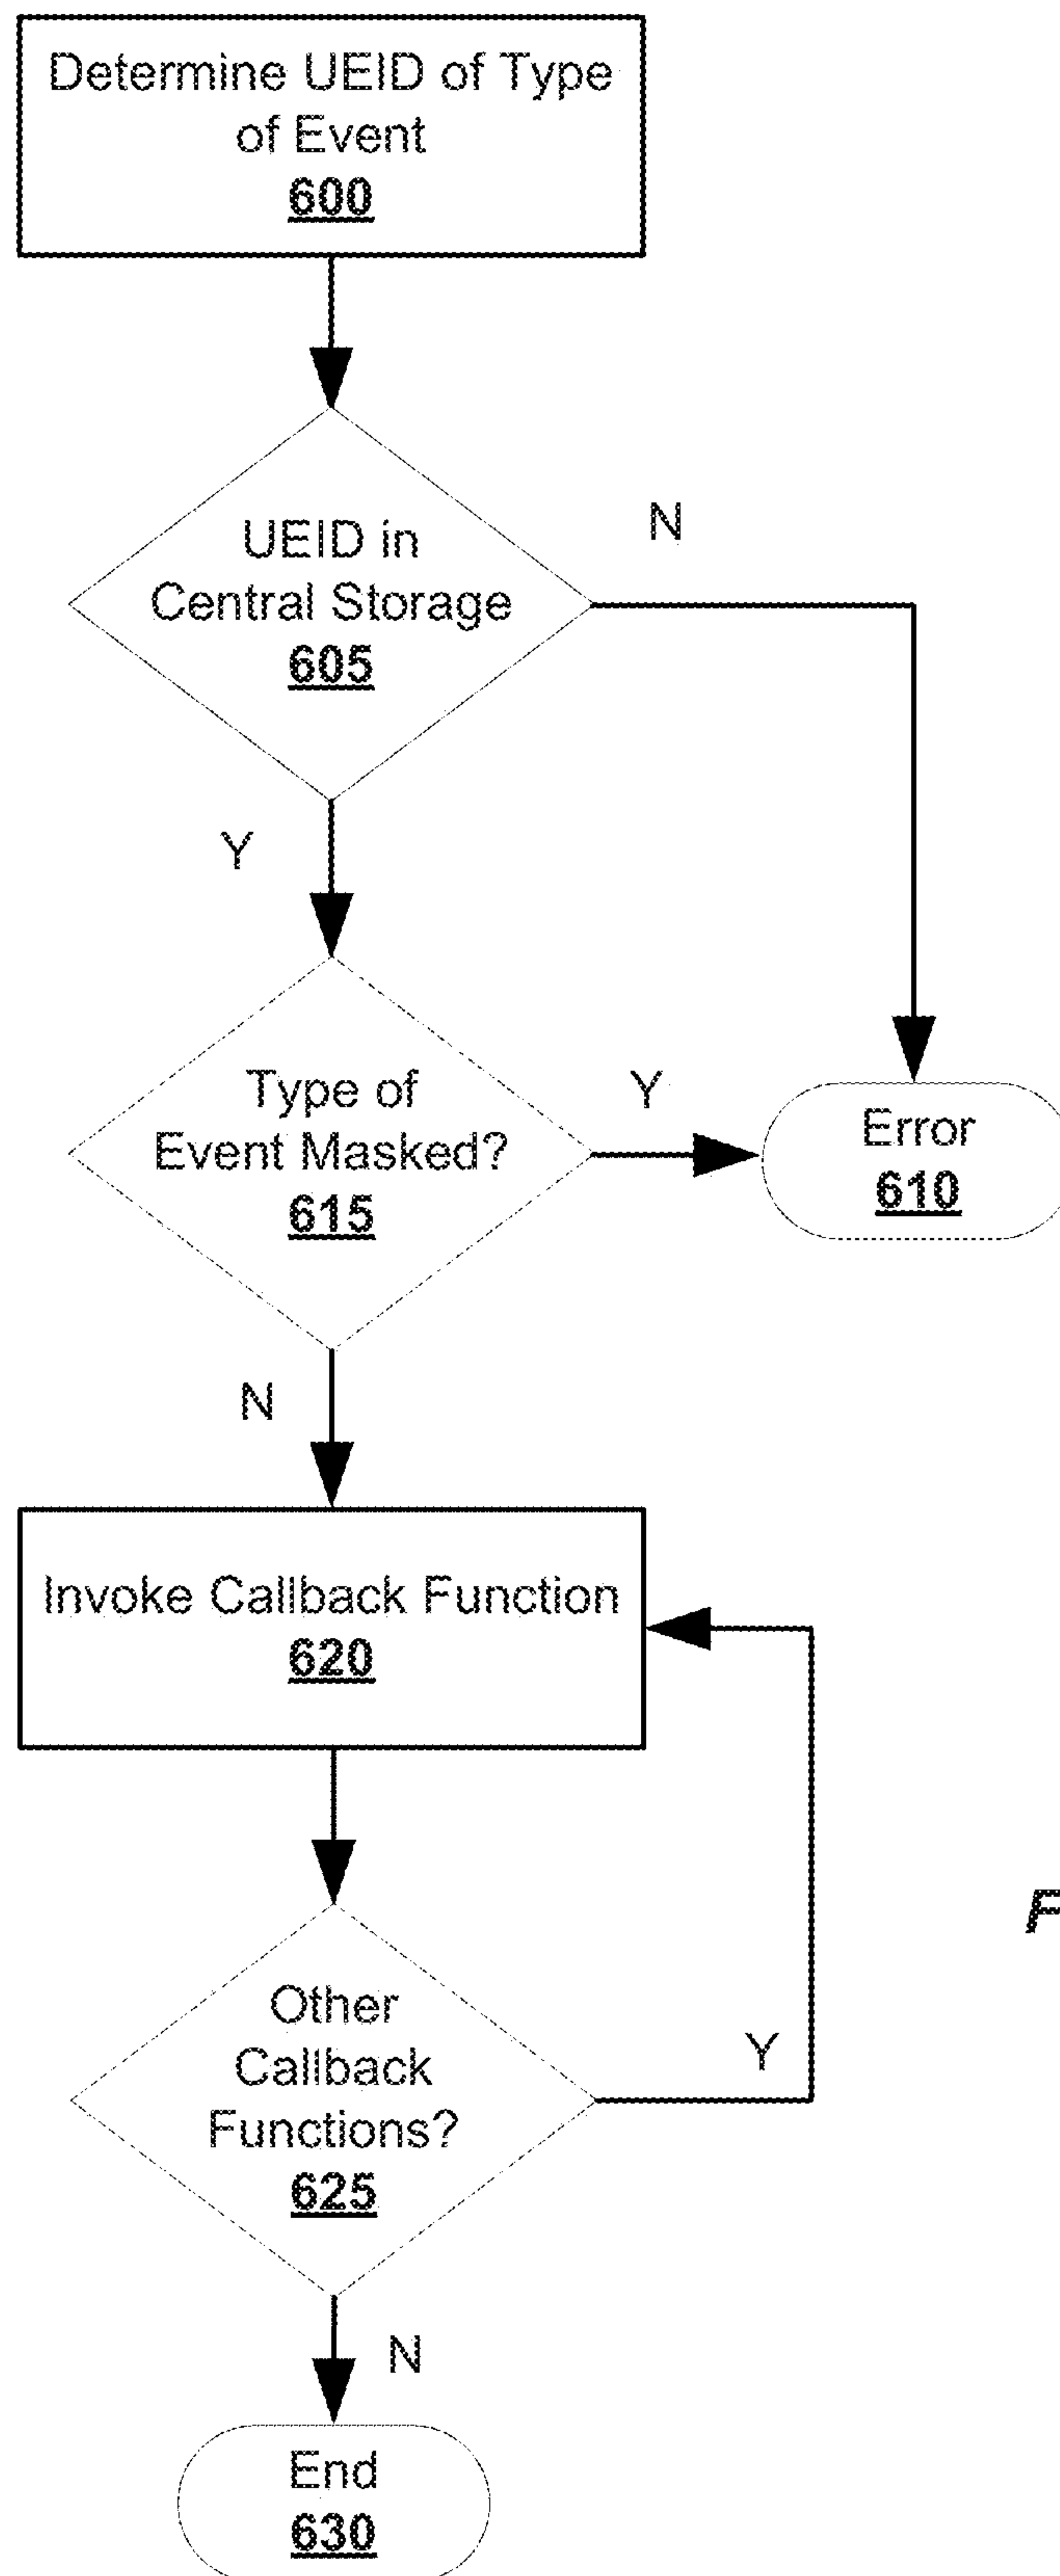 Determine UEID of Type
of Event
600
UEID in
Central Storage
605
N
Y
Type of
Event Masked?
615
Y
Error
610
N
Invoke Callback Function
620
F
Other
Callback
Functions?
625
Y
N
End
630